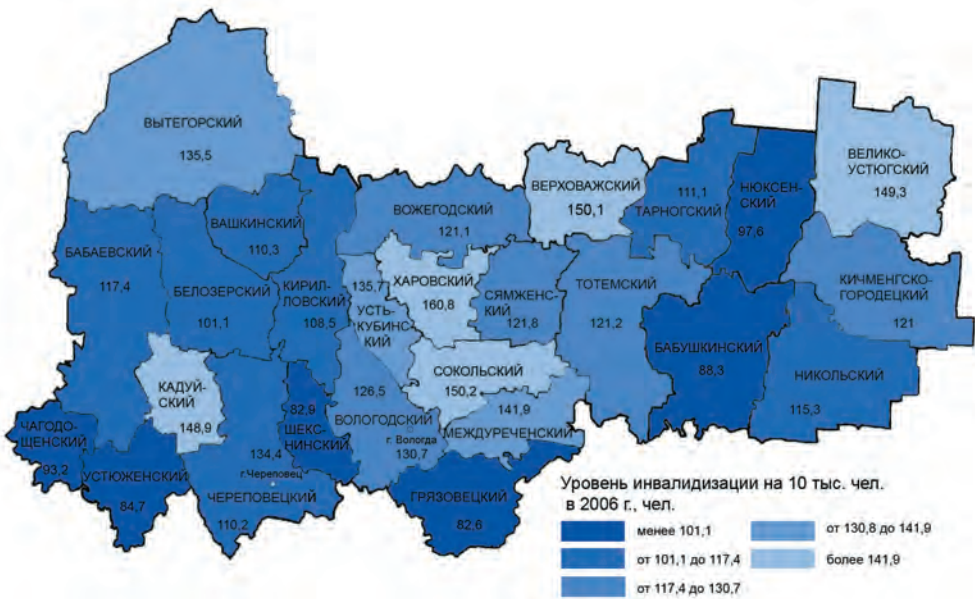 ВЫТЕГОРСКИЙ
135,5
ВЕЛИКО-
УСТЮГСКИЙ
149,3
ВЕРХОВАЖСКИЙ
150,1
111,1
ТАРНОГСКИЙ
НЮКСЕН-
СКИЙ
97,6
ВАШКИНСКИЙ
110,3
ВОЖЕГОДСКИЙ
121,1
БАБАЕВСКИЙ
117,4
БЕЛОЗЕРСКИЙ
101,1
КИРИЛ-
ЛОВСКИЙ
108,5
135,7
УСТЬ-
КУБИНС-
КИЙ
ХАРОВСКИЙ
160,8
СЯМЖЕН-
СКИЙ
121,8
ТОТЕМСКИЙ
121,2
КИЧМЕНГСКО-
ГОРОДЕЦКИЙ
121
БАБУШКИНСКИЙ
88,3
НИКОЛЬСКИЙ
115,3
КАДУЙ-
СКИЙ
148,9
СОКОЛЬСКИЙ
150,2
82,9
ШЕКС-
НИНСКИЙ
126,5
ВОЛОГОДСКИЙ
г. Вологда
130,7
141,9
МЕЖДУРЕЧЕНСКИЙ
ЧАГОДО-
ЩЕНСКИЙ
93,2
УСТЮЖЕНСКИЙ
84,7
134,4
г.Череповец
ЧЕРЕПОВЕЦКИЙ
110,2
ГРЯЗОВЕЦКИЙ
82,6
Уровень инвалидизации на 10 тыс. чел.
в 2006 г., чел.
менее 101,1
от 101,1 до 117,4
от 117,4 до 130,7
от 130,8 до 141,9
более 141,9